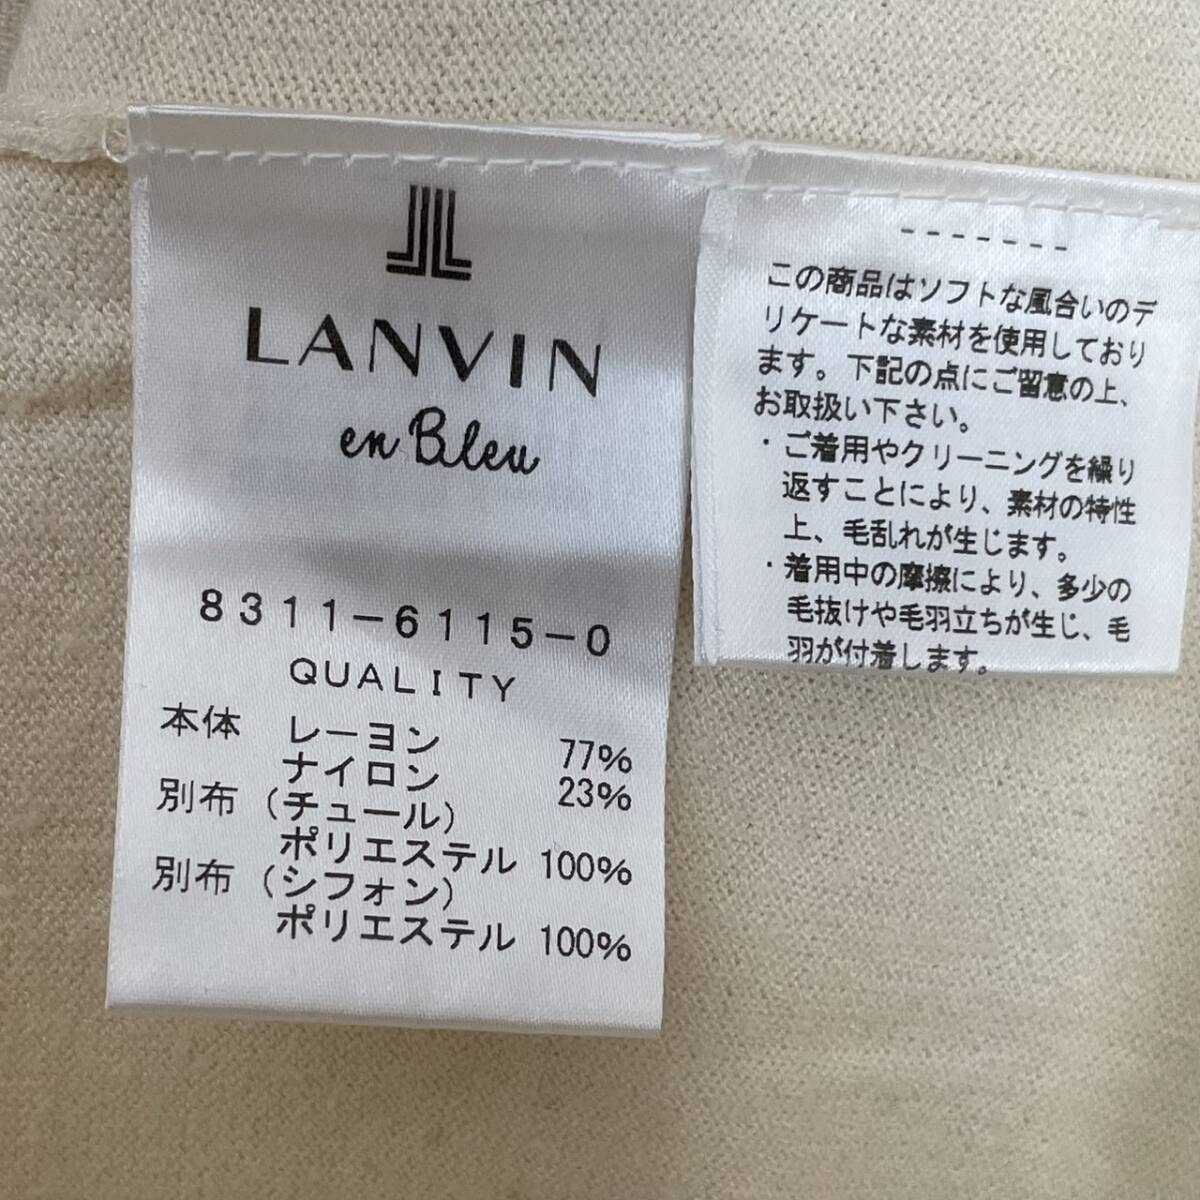 LANVIN
en Bleu
8311-6115-0
QUALITY
本体 レーヨン 77%
ナイロン 23%
別布 (チュール)
ポリエステル 100%
別布 (シフォン)
ポリエステル 100%
-------
この商品はソフトな風合いのデ
リケートな素材を使用しており
ます。下記の点にご留意の上、
お取扱い下さい。
・ご着用やクリーニングを繰り
返すことにより、素材の特性
上、毛乱れが生じます。
・着用中の摩擦により、多少の
毛抜けや毛羽立ちが生じ、毛
羽が付着します。